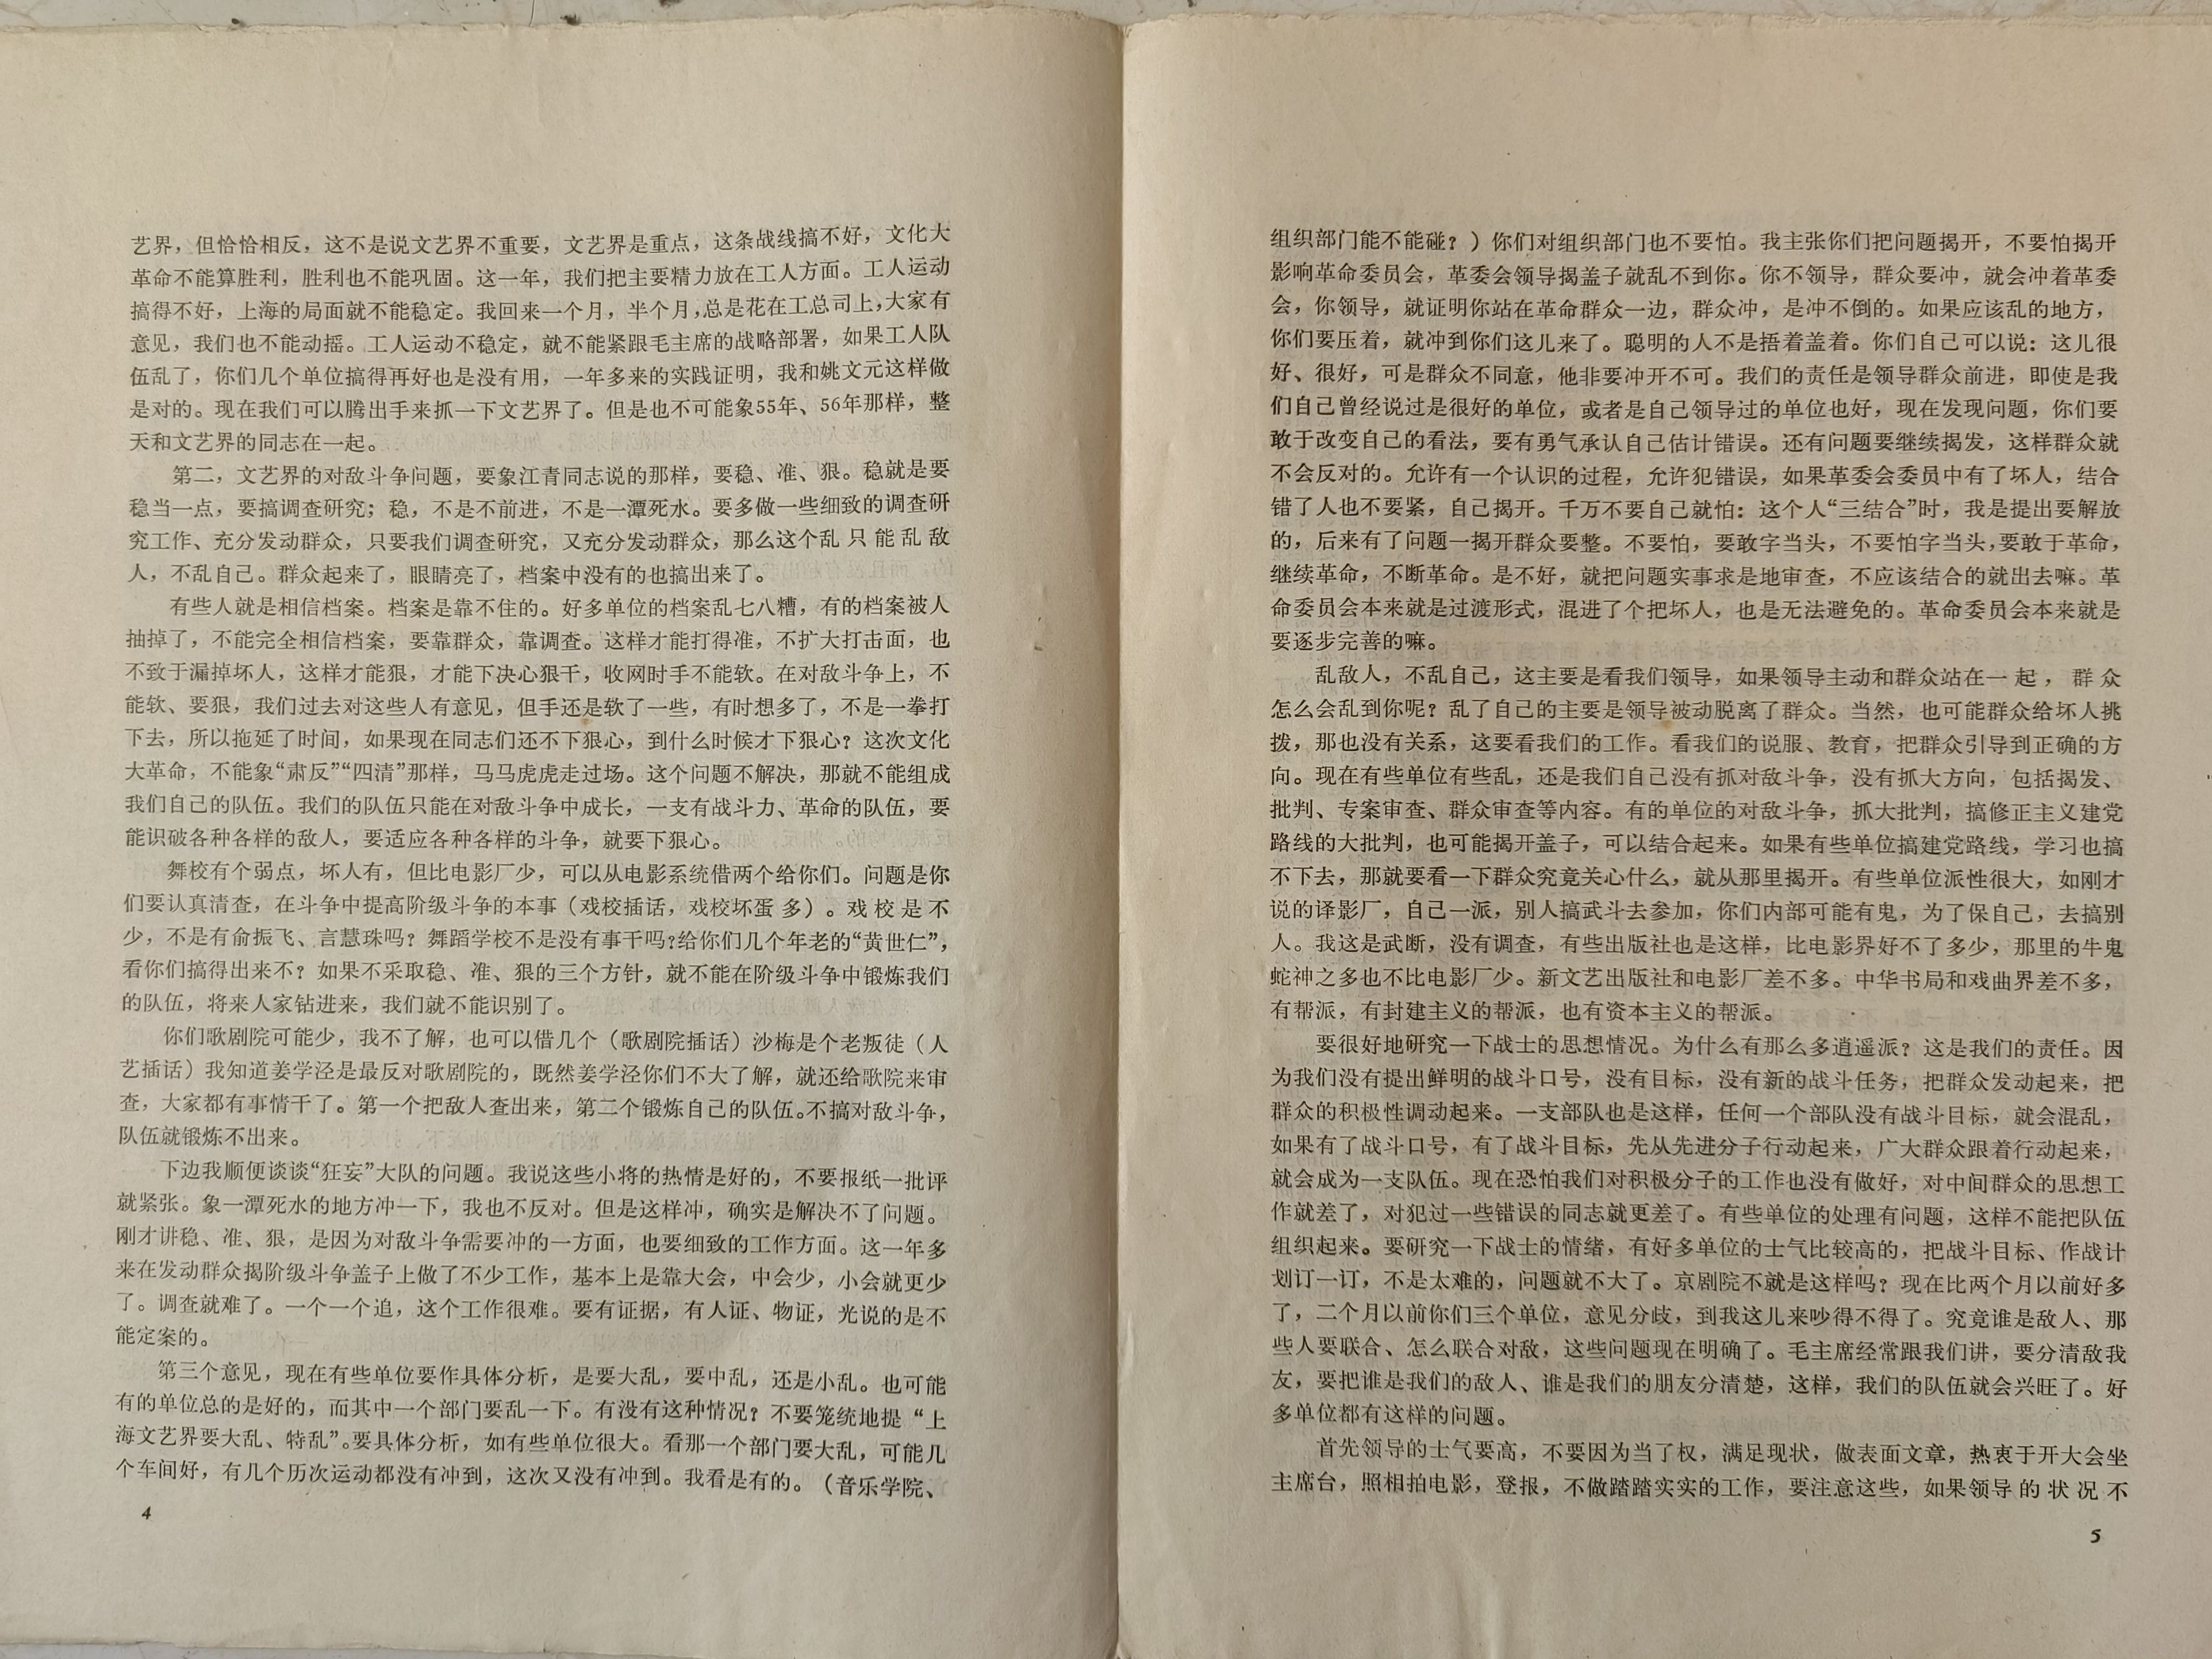 艺界，但恰恰相反，这不是说文艺界不重要，文艺界是重点，这条战线搞不好，文化大
革命不能算胜利，胜利也不能巩固。这一年，我们把主要精力放在工人方面。工人运动
搞得不好，上海的局面就不能稳定。我回来一个月，半个月，总是花在工总司上，大家有
意见，我们也不能动摇。工人运动不稳定，就不能紧跟毛主席的战略部署，如果工人队
伍乱了，你们几个单位搞得再好也是没有用，一年多来的实践证明，我和姚文元这样做
是对的。现在我们可以腾出手来抓一下文艺界了。但是也不可能象55年、56年那样，整
天和文艺界的同志在一起。
第二，文艺界的对敌斗争问题，要象江青同志说的那样，要稳、准、狠。稳就是要
稳当一点，要搞调查研究；稳，不是不前进，不是一潭死水。要多做一些细致的调查研
究工作、充分发动群众，只要我们调查研究，又充分发动群众，那么这个乱只能乱敌
人，不乱自己。群众起来了，眼睛亮了，档案中没有的也搞出来了。
有些人就是相信档案。档案是靠不住的。好多单位的档案乱七八糟，有的档案被人
抽掉了，不能完全相信档案，要靠群众，靠调查。这样才能打得准，不扩大打击面，也
不致于漏掉坏人，这样才能狠，才能下决心狠干，收网时手不能软。在对敌斗争上，不
能软、要狠，我们过去对这些人有意见，但手还是软了一些，有时想多了，不是一拳打
下去，所以拖延了时间，如果现在同志们还不下狠心，到什么时候才下狠心？这次文化
大革命，不能象“肃反”“四清”那样，马马虎虎走过场。这个问题不解决，那就不能组成
我们自己的队伍。我们的队伍只能在对敌斗争中成长，一支有战斗力、革命的队伍，要
能识破各种各样的敌人，要适应各种各样的斗争，就要下狠心。
舞校有个弱点，坏人有，但比电影厂少，可以从电影系统借两个给你们。问题是你
们要认真清查，在斗争中提高阶级斗争的本事（戏校插话，戏校坏蛋多）。戏校是不
少，不是有俞振飞、言慧珠吗？舞蹈学校不是没有事干吗？给你们几个年老的“黄世仁”，
看你们搞得出来不？如果不采取稳、准、狠的三个方针，就不能在阶级斗争中锻炼我们
的队伍，将来人家钻进来，我们就不能识别了。
你们歌剧院可能少，我不了解，也可以借几个（歌剧院插话）沙梅是个老叛徒（人
艺插话）我知道姜学泾是最反对歌剧院的，既然姜学泾你们不大了解，就还给歌院来审
查，大家都有事情干了。第一个把敌人查出来，第二个锻炼自己的队伍。不搞对敌斗争，
队伍就锻炼不出来。
下边我顺便谈谈“狂妄”大队的问题。我说这些小将的热情是好的，不要报纸一批评
就紧张。象一潭死水的地方冲一下，我也不反对。但是这样冲，确实是解决不了问题。
刚才讲稳、准、狠，是因为对敌斗争需要冲的一方面，也要细致的工作方面。这一年多
来在发动群众揭阶级斗争盖子上做了不少工作，基本上是靠大会，中会少，小会就更少
了。调查就难了。一个一个追，这个工作很难。要有证据，有人证、物证，光说的是不
能定案的。
第三个意见，现在有些单位要作具体分析，是要大乱，要中乱，还是小乱。也可能
有的单位总的是好的，而其中一个部门要乱一下。有没有这种情况？不要笼统地提“上
海文艺界要大乱、特乱”。要具体分析，如有些单位很大。看那一个部门要大乱，可能几
个车间好，有几个历次运动都没有冲到，这次又没有冲到。我看是有的。（音乐学院、
4
组织部门能不能碰？）你们对组织部门也不要怕。我主张你们把问题揭开，不要怕揭开
影响革命委员会，革委会领导揭盖子就乱不到你。你不领导，群众要冲，就会冲着革委
会，你领导，就证明你站在革命群众一边，群众冲，是冲不倒的。如果应该乱的地方，
你们要压着，就冲到你们这儿来了。聪明的人不是捂着盖着。你们自己可以说：这儿很
好、很好，可是群众不同意，他非要冲开不可。我们的责任是领导群众前进，即使是我
们自己曾经说过是很好的单位，或者是自己领导过的单位也好，现在发现问题，你们要
敢于改变自己的看法，要有勇气承认自己估计错误。还有问题要继续揭发，这样群众就
不会反对的。允许有一个认识的过程，允许犯错误，如果革委会委员中有了坏人，结合
错了人也不要紧，自己揭开。千万不要自己就怕：这个人“三结合”时，我是提出要解放
的，后来有了问题一揭开群众要整。不要怕，要敢字当头，不要怕字当头，要敢于革命，
继续革命，不断革命。是不好，就把问题实事求是地审查，不应该结合的就出去嘛。革
命委员会本来就是过渡形式，混进了个把坏人，也是无法避免的。革命委员会本来就是
要逐步完善的嘛。
乱敌人，不乱自己，这主要是看我们领导，如果领导主动和群众站在一起，群众
怎么会乱到你呢？乱了自己的主要是领导被动脱离了群众。当然，也可能群众给坏人挑
拨，那也没有关系，这要看我们的工作。看我们的说服、教育，把群众引导到正确的方
向。现在有些单位有些乱，还是我们自己没有抓对敌斗争，没有抓大方向，包括揭发、
批判、专案审查、群众审查等内容。有的单位的对敌斗争，抓大批判，搞修正主义建党
路线的大批判，也可能揭开盖子，可以结合起来。如果有些单位搞建党路线，学习也搞
不下去，那就要看一下群众究竟关心什么，就从那里揭开。有些单位派性很大，如刚才
说的译影厂，自己一派，别人搞武斗去参加，你们内部可能有鬼，为了保自己，去搞别
人。我这是武断，没有调查，有些出版社也是这样，比电影界好不了多少，那里的牛鬼
蛇神之多也不比电影厂少。新文艺出版社和电影厂差不多。中华书局和戏曲界差不多，
有帮派，有封建主义的帮派，也有资本主义的帮派。
要很好地研究一下战士的思想情况。为什么有那么多逍遥派？这是我们的责任。因
为我们没有提出鲜明的战斗口号，没有目标，没有新的战斗任务，把群众发动起来，把
群众的积极性调动起来。一支部队也是这样，任何一个部队没有战斗目标，就会混乱，
如果有了战斗口号，有了战斗目标，先从先进分子行动起来，广大群众跟着行动起来，
就会成为一支队伍。现在恐怕我们对积极分子的工作也没有做好，对中间群众的思想工
作就差了，对犯过一些错误的同志就更差了。有些单位的处理有问题，这样不能把队伍
组织起来。要研究一下战士的情绪，有好多单位的士气比较高的，把战斗目标、作战计
划订一订，不是太难的，问题就不大了。京剧院不就是这样吗？现在比两个月以前好多
了，二个月以前你们三个单位，意见分歧，到我这儿来吵得不得了。究竟谁是敌人、那
些人要联合、怎么联合对敌，这些问题现在明确了。毛主席经常跟我们讲，要分清敌我
友，要把谁是我们的敌人、谁是我们的朋友分清楚，这样，我们的队伍就会兴旺了。好
多单位都有这样的问题。
首先领导的士气要高，不要因为当了权，满足现状，做表面文章，热衷于开大会坐
主席台，照相拍电影，登报，不做踏踏实实的工作，要注意这些，如果领导的状况不
5